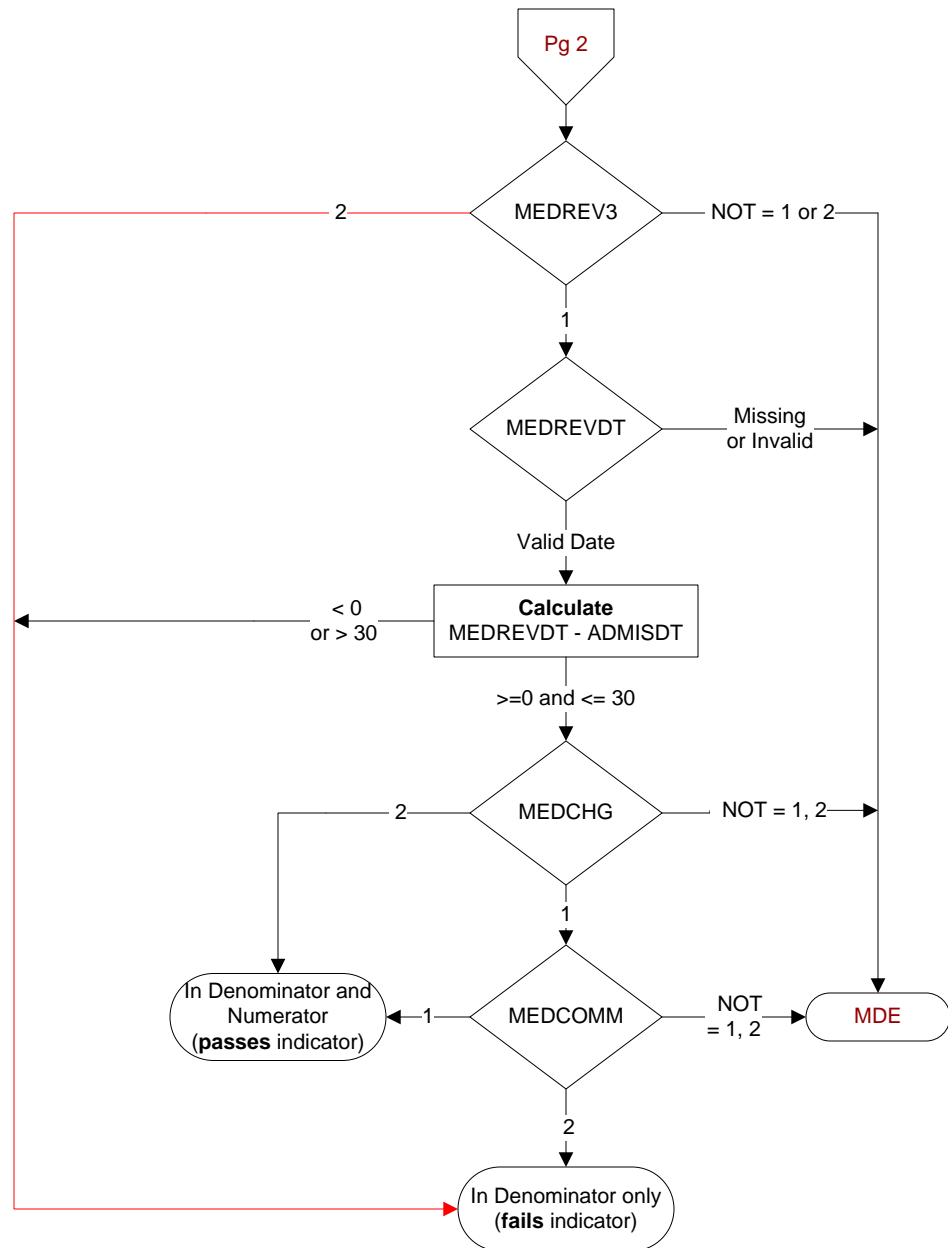 Pg 2
2
MEDREV3
NOT = 1 or 2
1
MEDREVDT
Missing
or Invalid
Valid Date
< 0
or > 30
Calculate
MEDREVDT - ADMISDT
>=0 and <= 30
2
MEDCHG
NOT = 1, 2
1
In Denominator and
Numerator
(passes indicator)
1
MEDCOMM
NOT
= 1, 2
MDE
2
In Denominator only
(fails indicator)